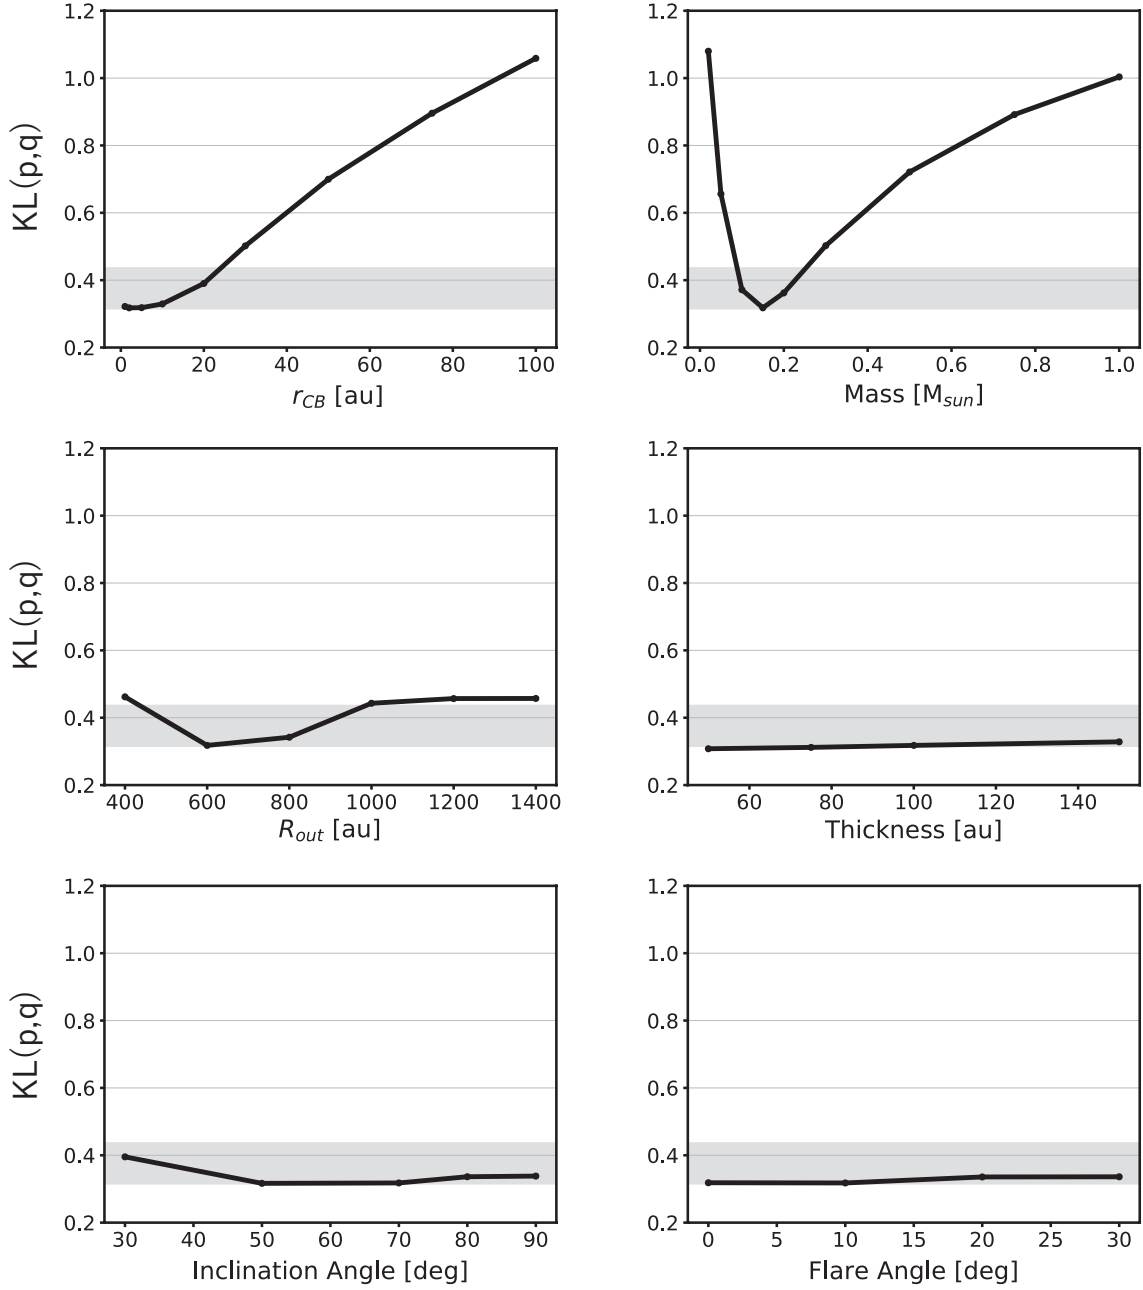 1.2
1.0
0.8
0.6
0.4
0.2
KL(p,q)
0 20 40 60 80 100
r_CB [au]
1.2
1.0
0.8
0.6
0.4
0.2
0.0 0.2 0.4 0.6 0.8 1.0
Mass [M_sun]
1.2
1.0
0.8
0.6
0.4
0.2
KL(p,q)
400 600 800 1000 1200 1400
R_out [au]
1.2
1.0
0.8
0.6
0.4
0.2
60 80 100 120 140
Thickness [au]
1.2
1.0
0.8
0.6
0.4
0.2
KL(p,q)
30 40 50 60 70 80 90
Inclination Angle [deg]
1.2
1.0
0.8
0.6
0.4
0.2
0 5 10 15 20 25 30
Flare Angle [deg]